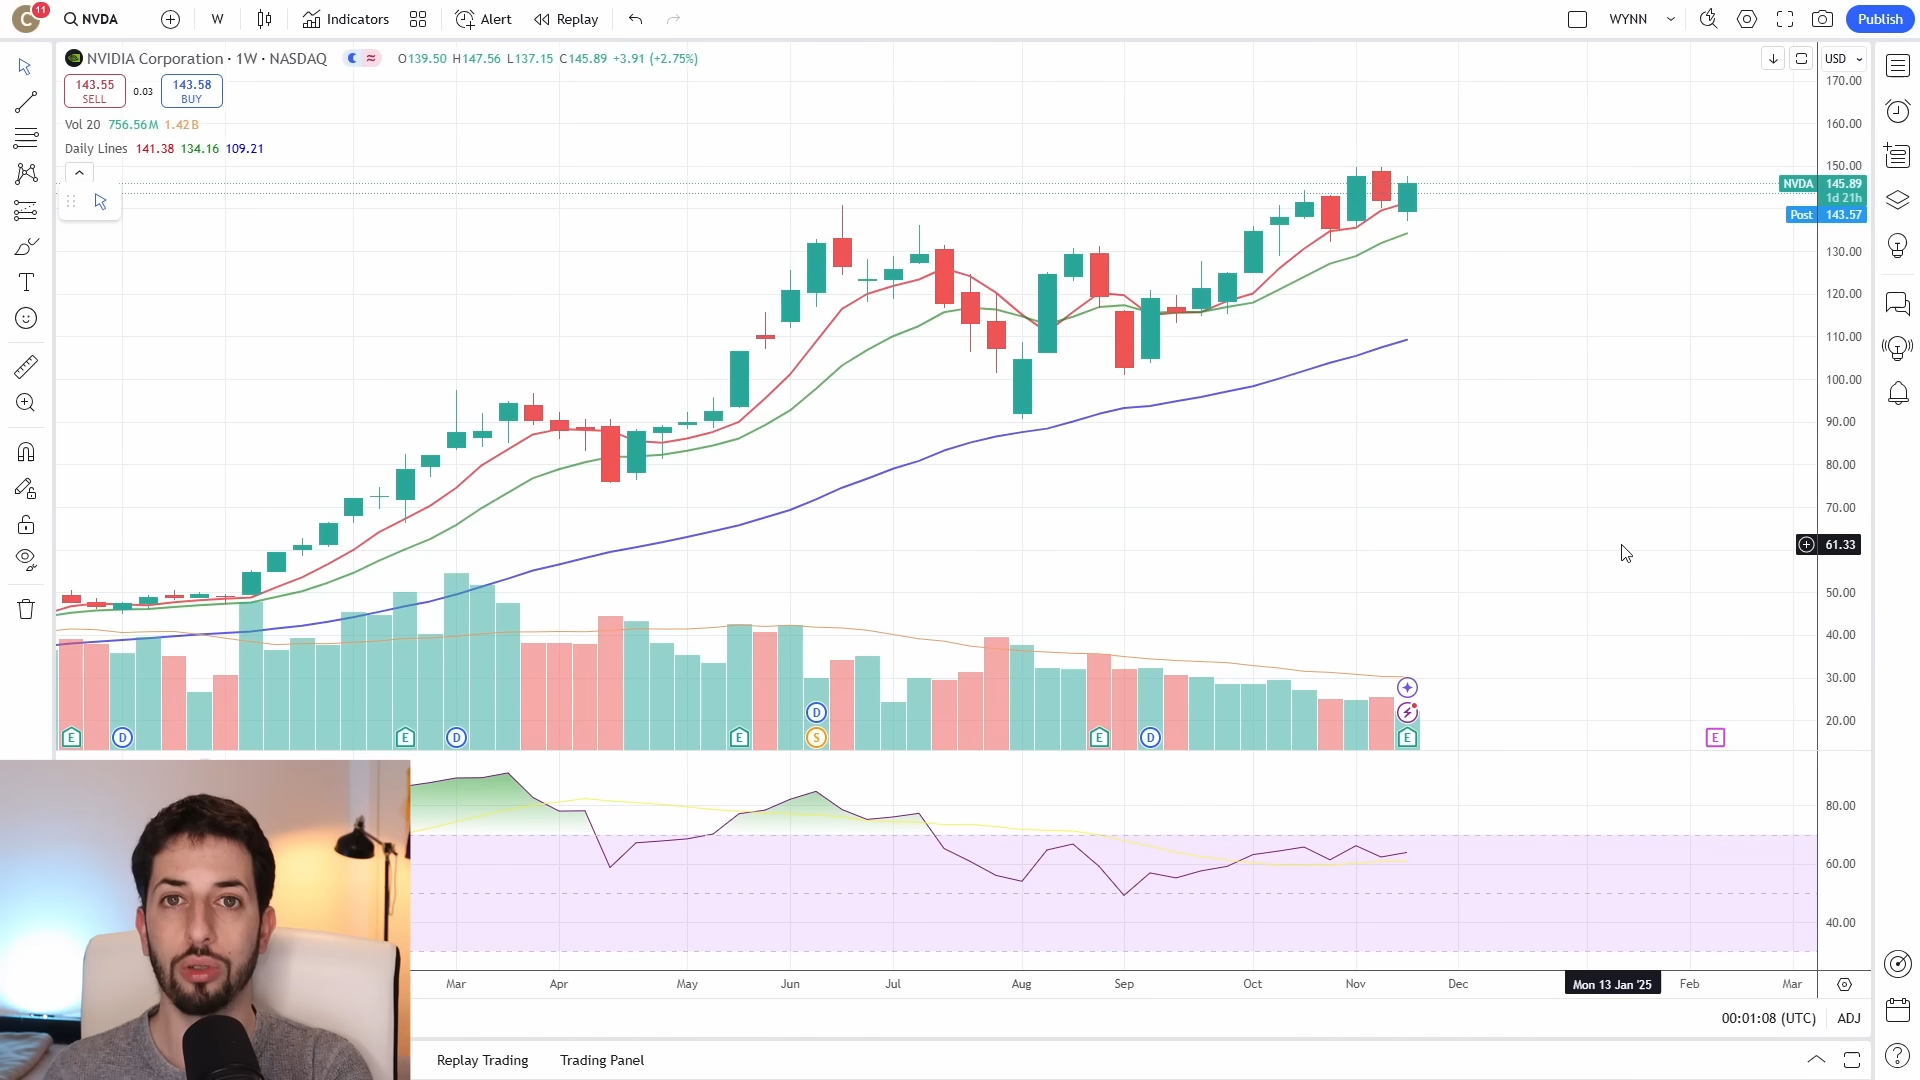 C 11 NVDA W Indicators Alert Replay WYNN Publish
NVIDIA Corporation · 1W · NASDAQ O139.50 H147.56 L137.15 C145.89 +3.91 (+2.75%) USD
143.55 SELL 0.03 143.58 BUY
Vol 20 756.56M 1.42B
Daily Lines 141.38 134.16 109.21
170.00
160.00
150.00
NVDA 145.89
1d 21h
Post 143.57
130.00
120.00
110.00
100.00
90.00
80.00
70.00
61.33
50.00
40.00
30.00
20.00
D
E D E D E S E D E E
80.00
60.00
40.00
Mar Apr May Jun Jul Aug Sep Oct Nov Dec Mon 13 Jan '25 Feb Mar
00:01:08 (UTC) ADJ
Replay Trading Trading Panel